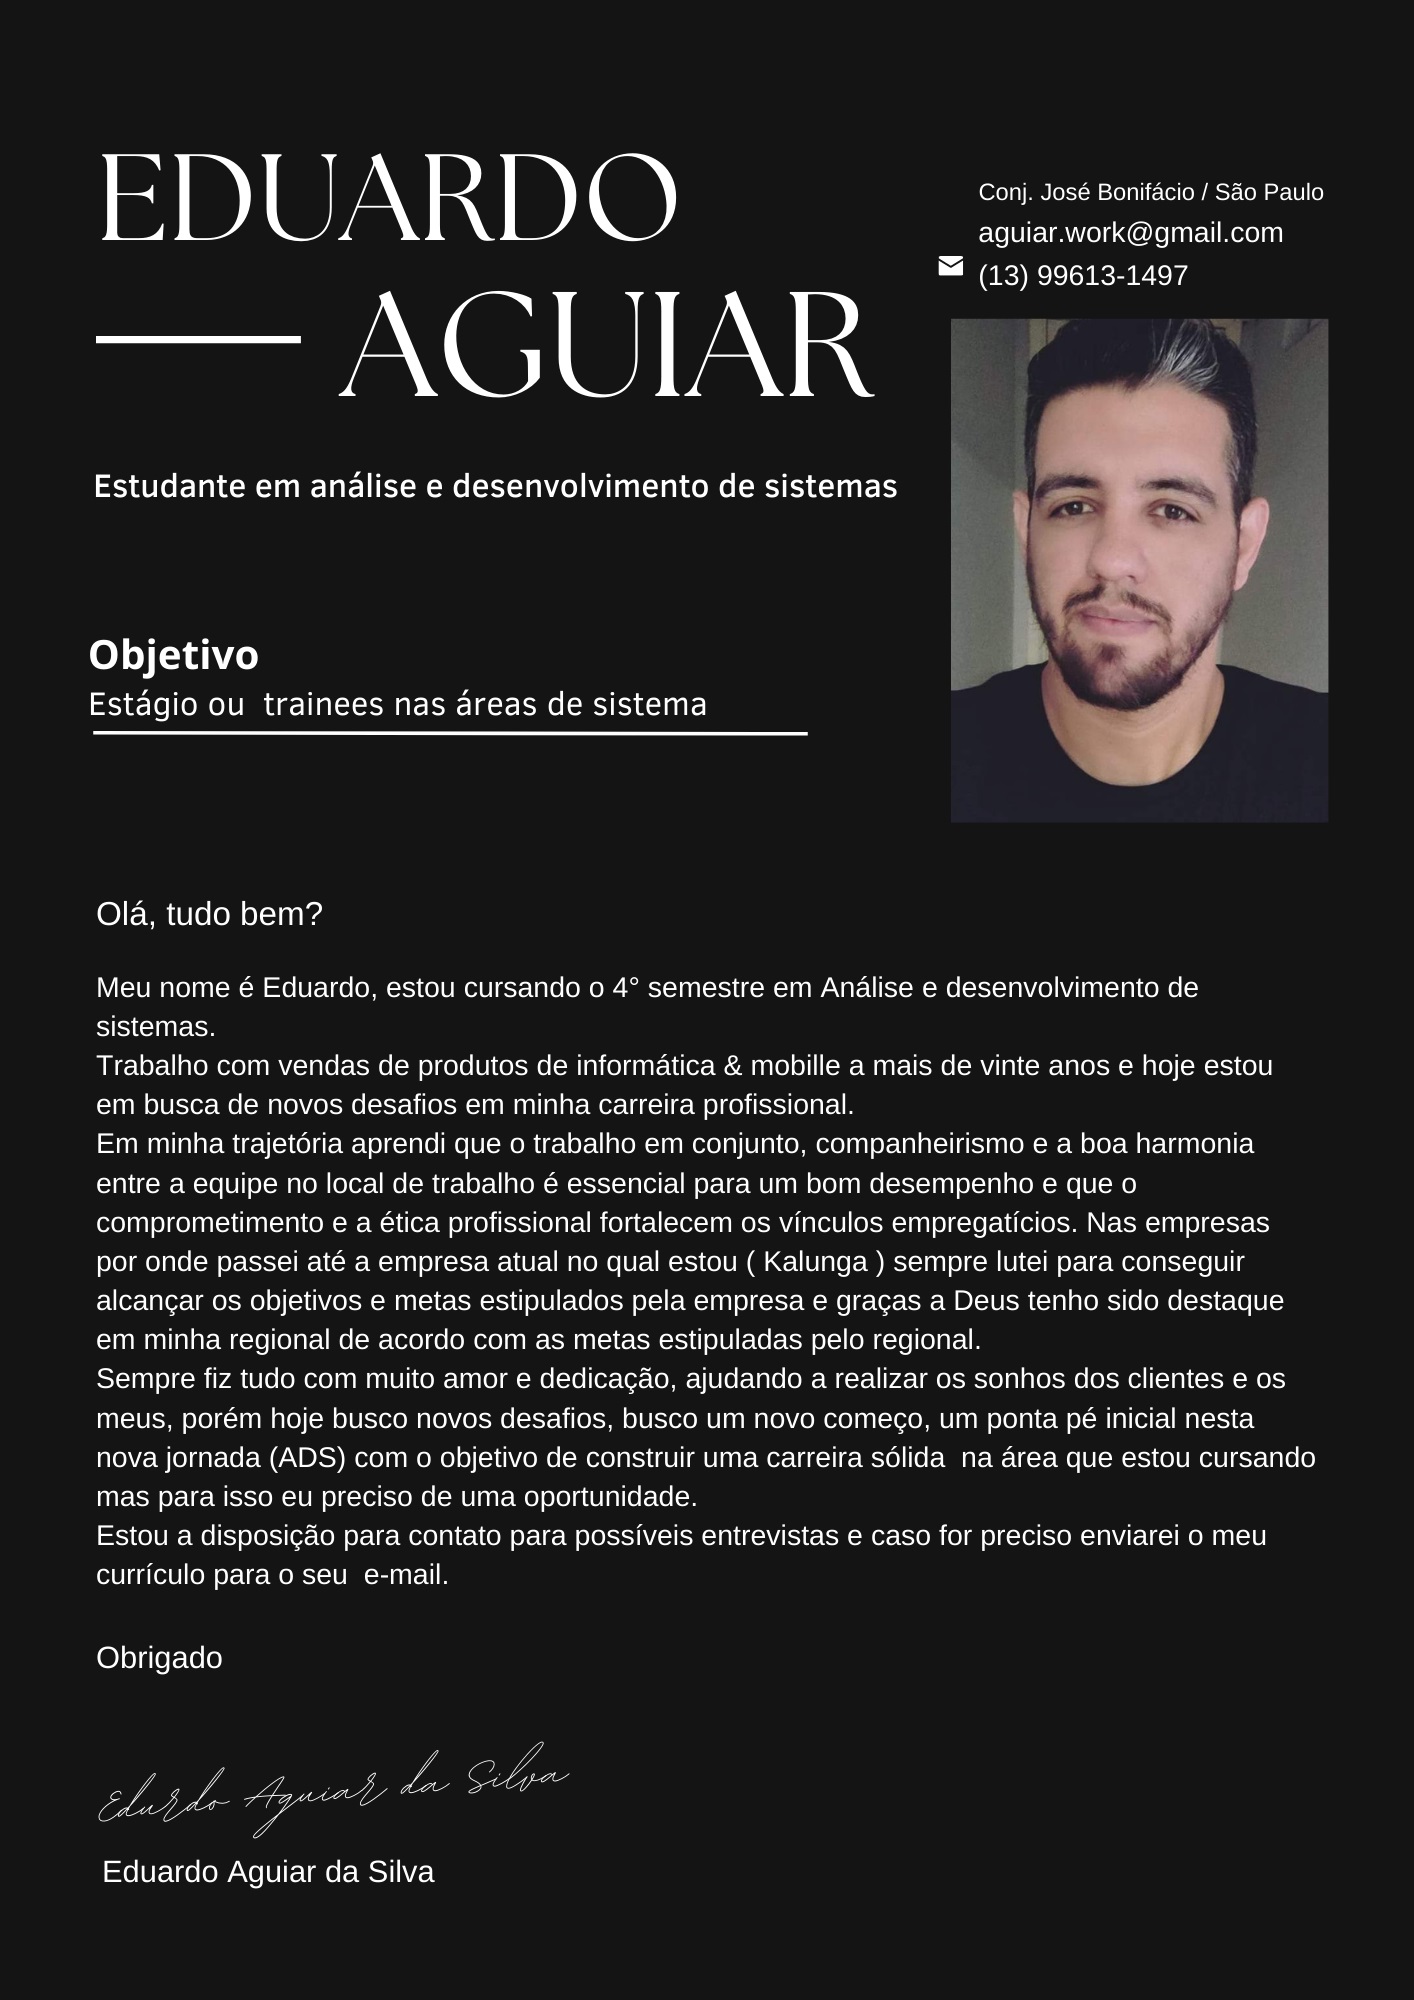 EDUARDO
AGUIAR
Conj. José Bonifácio / São Paulo
aguiar.work@gmail.com
(13) 99613-1497
Estudante em análise e desenvolvimento de sistemas
Objetivo
Estágio ou  trainees nas áreas de sistema
Olá, tudo bem?
Meu nome é Eduardo, estou cursando o 4° semestre em Análise e desenvolvimento de
sistemas.
Trabalho com vendas de produtos de informática & mobille a mais de vinte anos e hoje estou
em busca de novos desafios em minha carreira profissional.
Em minha trajetória aprendi que o trabalho em conjunto, companheirismo e a boa harmonia
entre a equipe no local de trabalho é essencial para um bom desempenho e que o
comprometimento e a ética profissional fortalecem os vínculos empregatícios. Nas empresas
por onde passei até a empresa atual no qual estou ( Kalunga ) sempre lutei para conseguir
alcançar os objetivos e metas estipulados pela empresa e graças a Deus tenho sido destaque
em minha regional de acordo com as metas estipuladas pelo regional.
Sempre fiz tudo com muito amor e dedicação, ajudando a realizar os sonhos dos clientes e os
meus, porém hoje busco novos desafios, busco um novo começo, um ponta pé inicial nesta
nova jornada (ADS) com o objetivo de construir uma carreira sólida  na área que estou cursando
mas para isso eu preciso de uma oportunidade.
Estou a disposição para contato para possíveis entrevistas e caso for preciso enviarei o meu
currículo para o seu  e-mail.
Obrigado
Edurdo Aguiar da Silva
Eduardo Aguiar da Silva